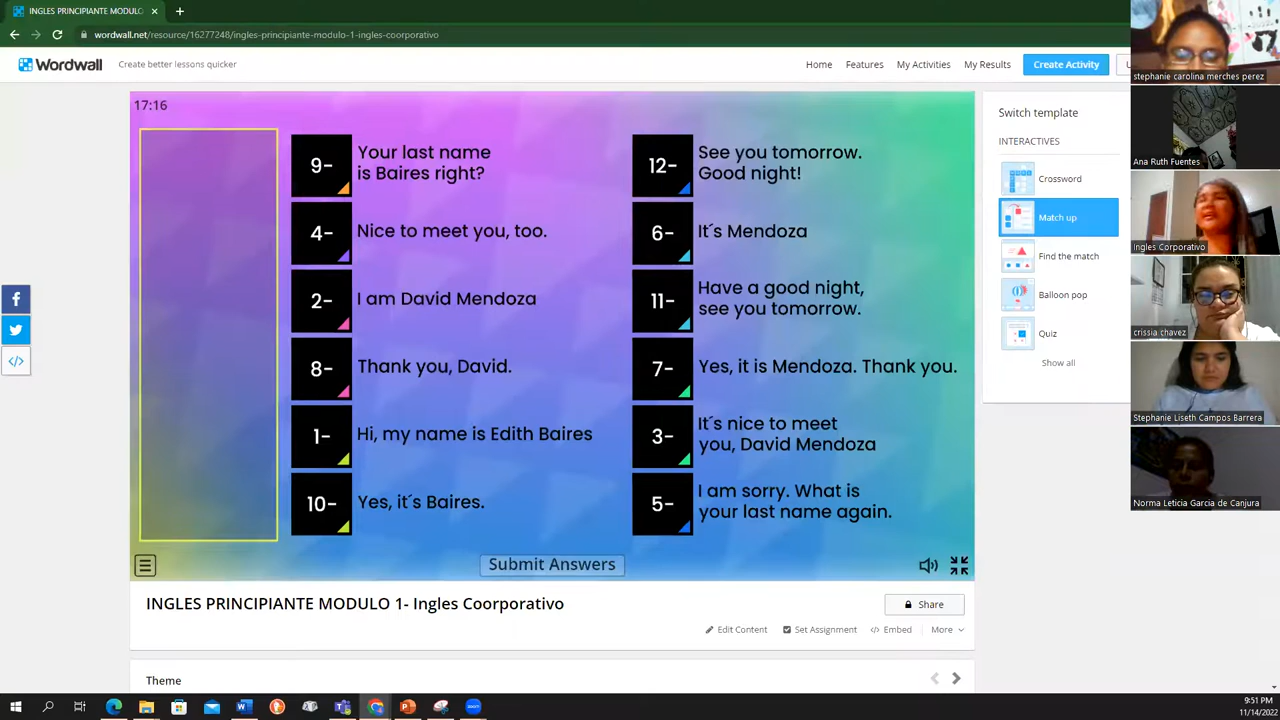 INGLES PRINCIPIANTE MODULO
wordwall.net/resource/16277248/ingles-principiante-modulo-1-ingles-coorporativo
Wordwall
Create better lessons quicker
Home
Features
My Activities
My Results
Create Activity
17:16
9-
Your last name
is Baires right?
4-
Nice to meet you, too.
2-
I am David Mendoza
8-
Thank you, David.
1-
Hi, my name is Edith Baires
10-
Yes, it´s Baires.
12-
See you tomorrow.
Good night!
6-
It´s Mendoza
11-
Have a good night,
see you tomorrow.
7-
Yes, it is Mendoza. Thank you.
3-
It´s nice to meet
you, David Mendoza
5-
I am sorry. What is
your last name again.
Submit Answers
INGLES PRINCIPIANTE MODULO 1- Ingles Coorporativo
Share
Edit Content
Set Assignment
Embed
More
Theme
Switch template
INTERACTIVES
Crossword
Match up
Find the match
Balloon pop
Quiz
Show all
stephanie carolina merches perez
Ana Ruth Fuentes
Ingles Corporativo
crissia chavez
Stephanie Liseth Campos Barrera
Norma Leticia Garcia de Canjura
9:51 PM
11/14/2022